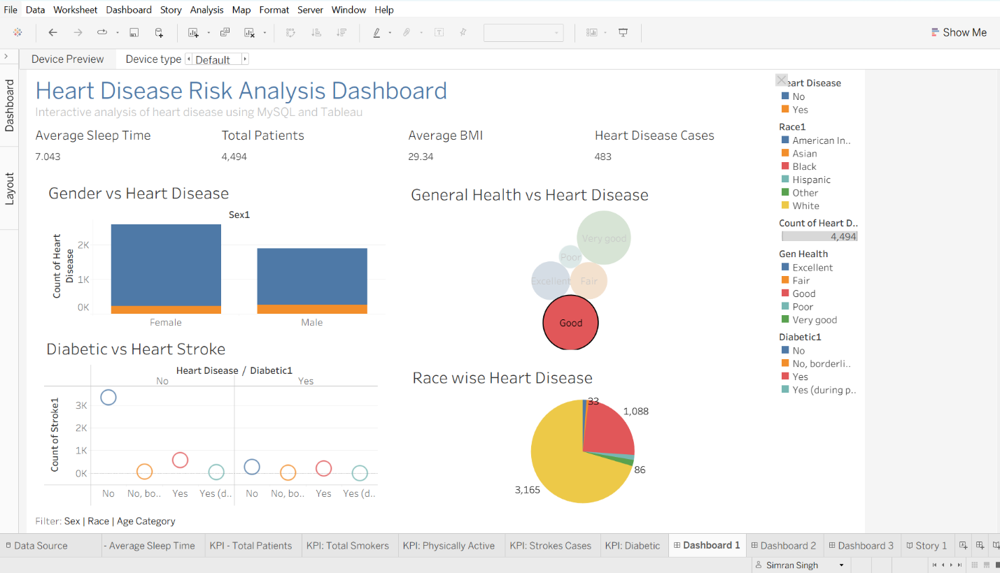 File Data Worksheet Dashboard Story Analysis Map Format Server Window Help
Show Me
Device Preview Device type Default
Dashboard
Layout
Heart Disease Risk Analysis Dashboard
Interactive analysis of heart disease using MySQL and Tableau
Average Sleep Time
7.043
Total Patients
4,494
Average BMI
29.34
Heart Disease Cases
483
Gender vs Heart Disease
Sex1
Count of Heart
Disease
2K
1K
0K
Female Male
General Health vs Heart Disease
Very good
Poor
Excellent Fair
Good
Diabetic vs Heart Stroke
Heart Disease / Diabetic1
No Yes
Count of Stroke1
3K
2K
1K
0K
No No, bo.. Yes Yes (d.. No No, bo.. Yes Yes (d..
Race wise Heart Disease
33
1,088
86
3,165
Filter: Sex | Race | Age Category
eart Disease
No
Yes
Race1
American In..
Asian
Black
Hispanic
Other
White
Count of Heart D..
4,494
Gen Health
Excellent
Fair
Good
Poor
Very good
Diabetic1
No
No, borderli..
Yes
Yes (during p..
Data Source - Average Sleep Time KPI - Total Patients KPI: Total Smokers KPI: Physically Active KPI: Strokes Cases KPI: Diabetic Dashboard 1 Dashboard 2 Dashboard 3 Story 1
Simran Singh